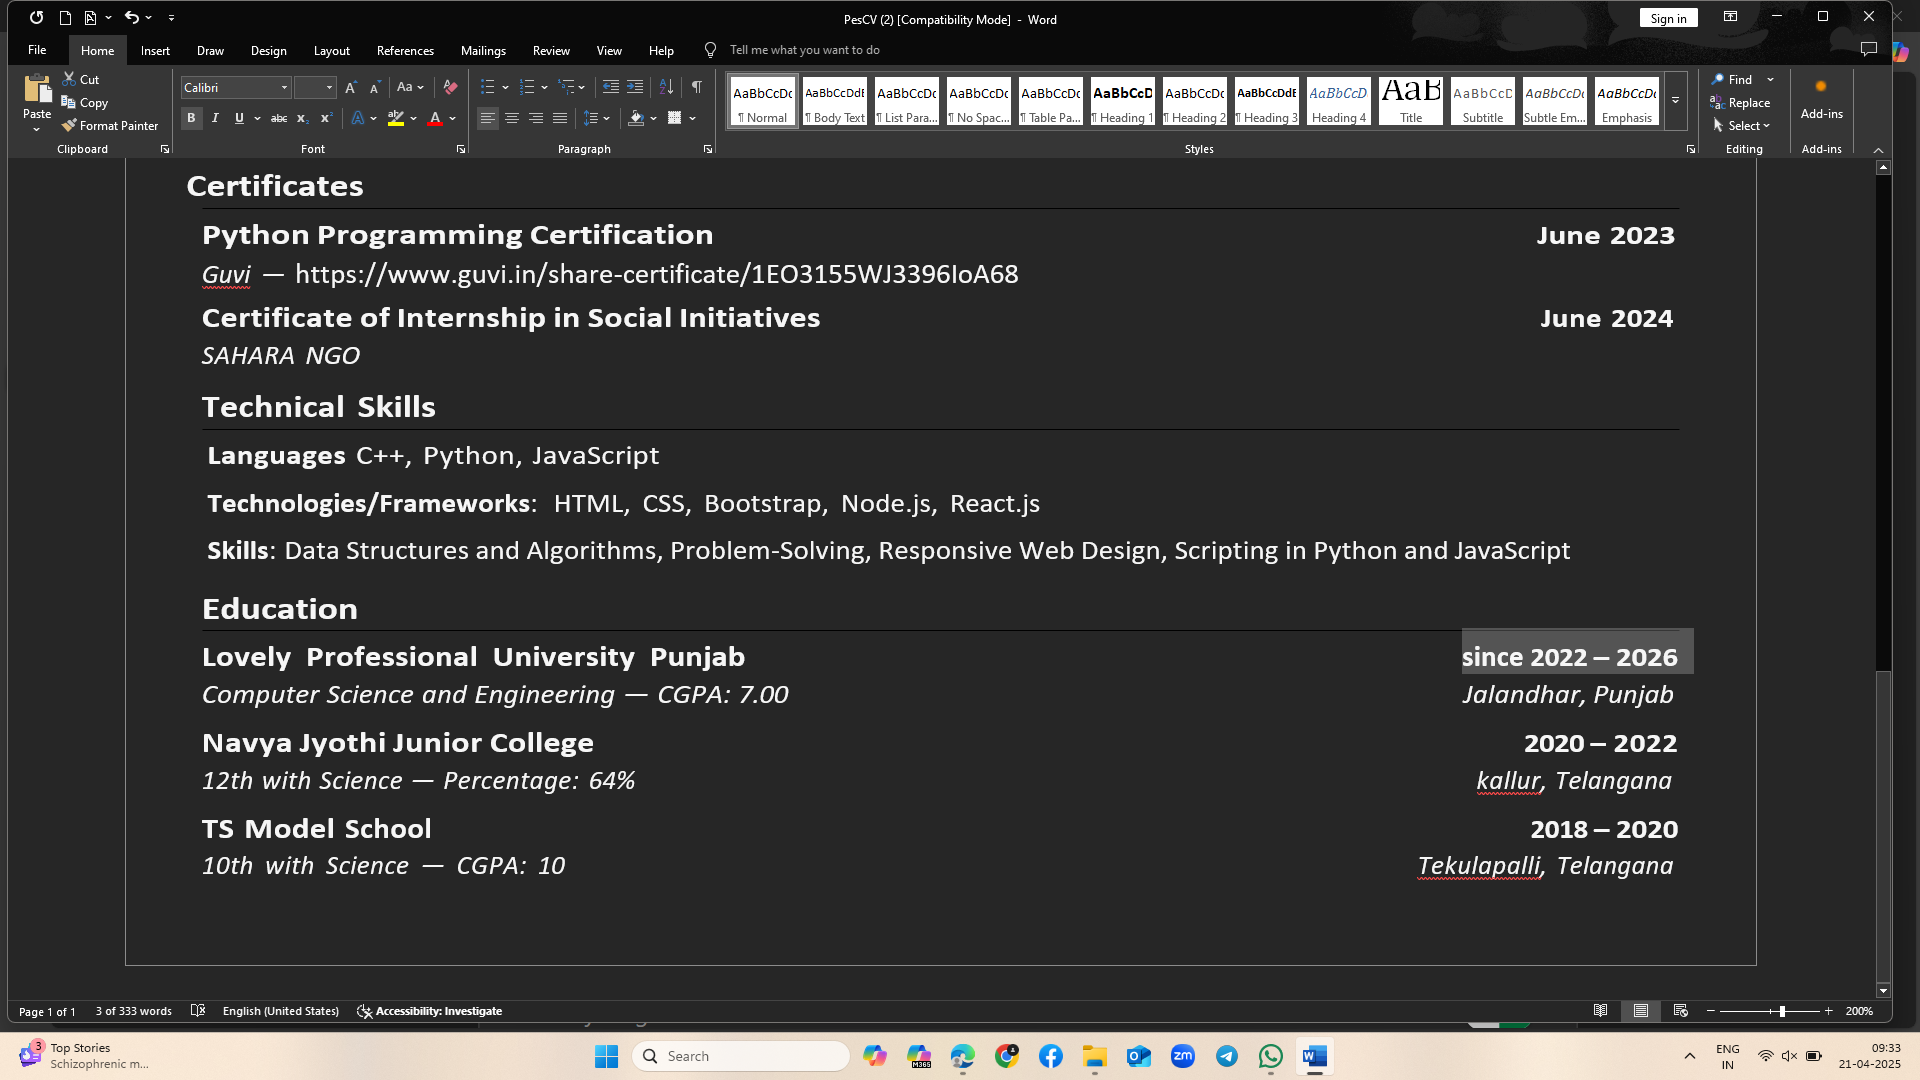 PesCV (2) [Compatibility Mode] - Word
Sign in
File Home Insert Draw Design Layout References Mailings Review View Help Tell me what you want to do
Paste
Cut
Copy
Format Painter
Clipboard
Calibri
Font
Paragraph
AaBbCcDc AaBbCcDdE AaBbCcDc AaBbCcDc AaBbCcDc AaBbCcD AaBbCcDc AaBbCcDdE AaBbCcD AaB AaBbCcD AaBbCcDc AaBbCcDc
¶ Normal ¶ Body Text ¶ List Para... ¶ No Spac... ¶ Table Pa... ¶ Heading 1 ¶ Heading 2 ¶ Heading 3 Heading 4 Title Subtitle Subtle Em... Emphasis
Styles
Find
Replace
Select
Editing
Add-ins
Add-ins
Certificates
Python Programming Certification June 2023
Guvi — https://www.guvi.in/share-certificate/1EO3155WJ3396IoA68
Certificate of Internship in Social Initiatives June 2024
SAHARA NGO
Technical Skills
Languages C++, Python, JavaScript
Technologies/Frameworks: HTML, CSS, Bootstrap, Node.js, React.js
Skills: Data Structures and Algorithms, Problem-Solving, Responsive Web Design, Scripting in Python and JavaScript
Education
Lovely Professional University Punjab since 2022 – 2026
Computer Science and Engineering — CGPA: 7.00 Jalandhar, Punjab
Navya Jyothi Junior College 2020 – 2022
12th with Science — Percentage: 64% kallur, Telangana
TS Model School 2018 – 2020
10th with Science — CGPA: 10 Tekulapalli, Telangana
Page 1 of 1 3 of 333 words English (United States) Accessibility: Investigate 200%
3
Top Stories
Schizophrenic m...
Search
M365
zm
ENG
IN
09:33
21-04-2025